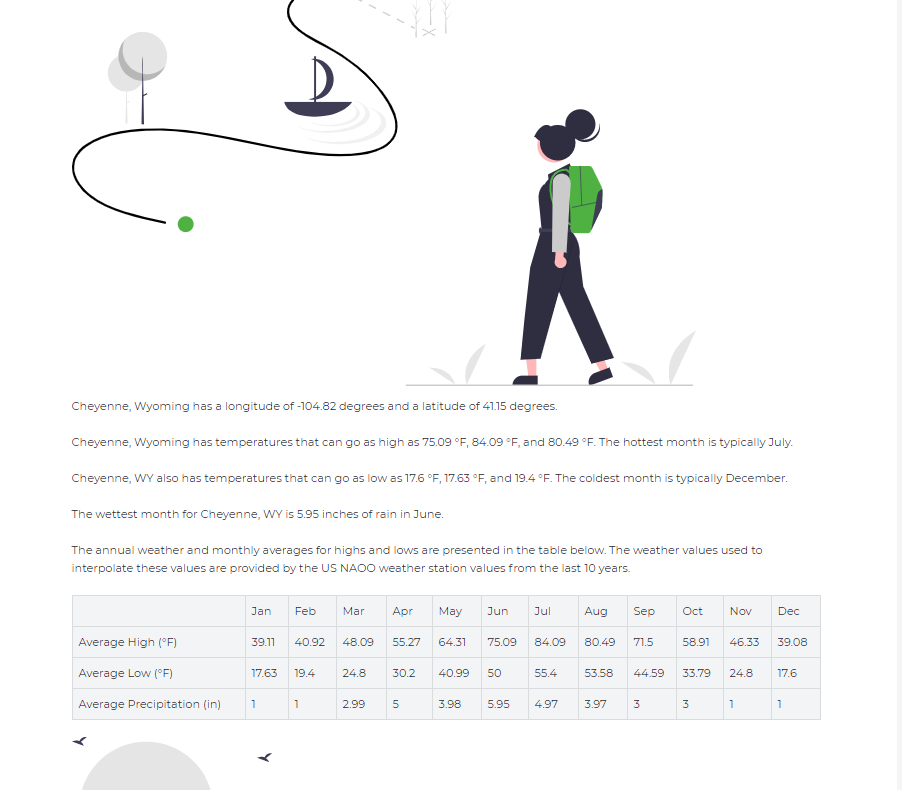 Cheyenne, Wyoming has a longitude of -104.82 degrees and a latitude of 41.15 degrees.
Cheyenne, Wyoming has temperatures that can go as high as 75.09 °F, 84.09 °F, and 80.49 °F. The hottest month is typically July.
Cheyenne, WY also has temperatures that can go as low as 17.6 °F, 17.63 °F, and 19.4 °F. The coldest month is typically December.
The wettest month for Cheyenne, WY is 5.95 inches of rain in June.
The annual weather and monthly averages for highs and lows are presented in the table below. The weather values used to
interpolate these values are provided by the US NAOO weather station values from the last 10 years.
Jan Feb Mar Apr May Jun Jul Aug Sep Oct Nov Dec
Average High (°F) 39.11 40.92 48.09 55.27 64.31 75.09 84.09 80.49 71.5 58.91 46.33 39.08
Average Low (°F) 17.63 19.4 24.8 30.2 40.99 50 55.4 53.58 44.59 33.79 24.8 17.6
Average Precipitation (in) 1 1 2.99 5 3.98 5.95 4.97 3.97 3 3 1 1